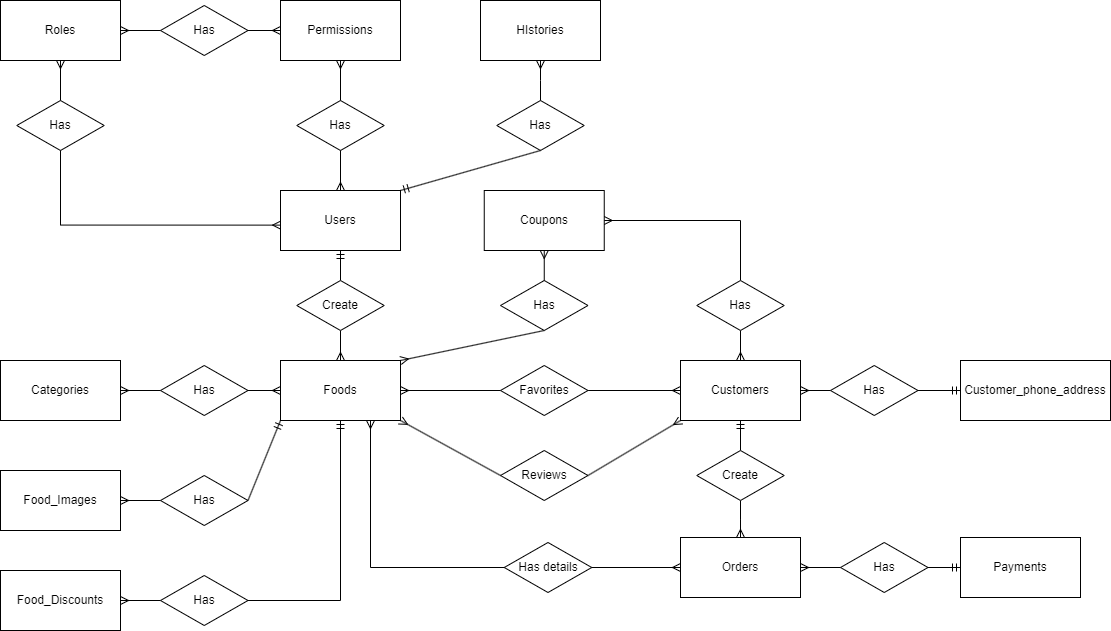 Roles
Has
Permissions
HIstories
Has
Has
Has
Users
Coupons
Create
Has
Has
Categories
Has
Foods
Favorites
Customers
Has
Customer_phone_address
Food_Images
Has
Reviews
Create
Has details
Orders
Has
Payments
Food_Discounts
Has